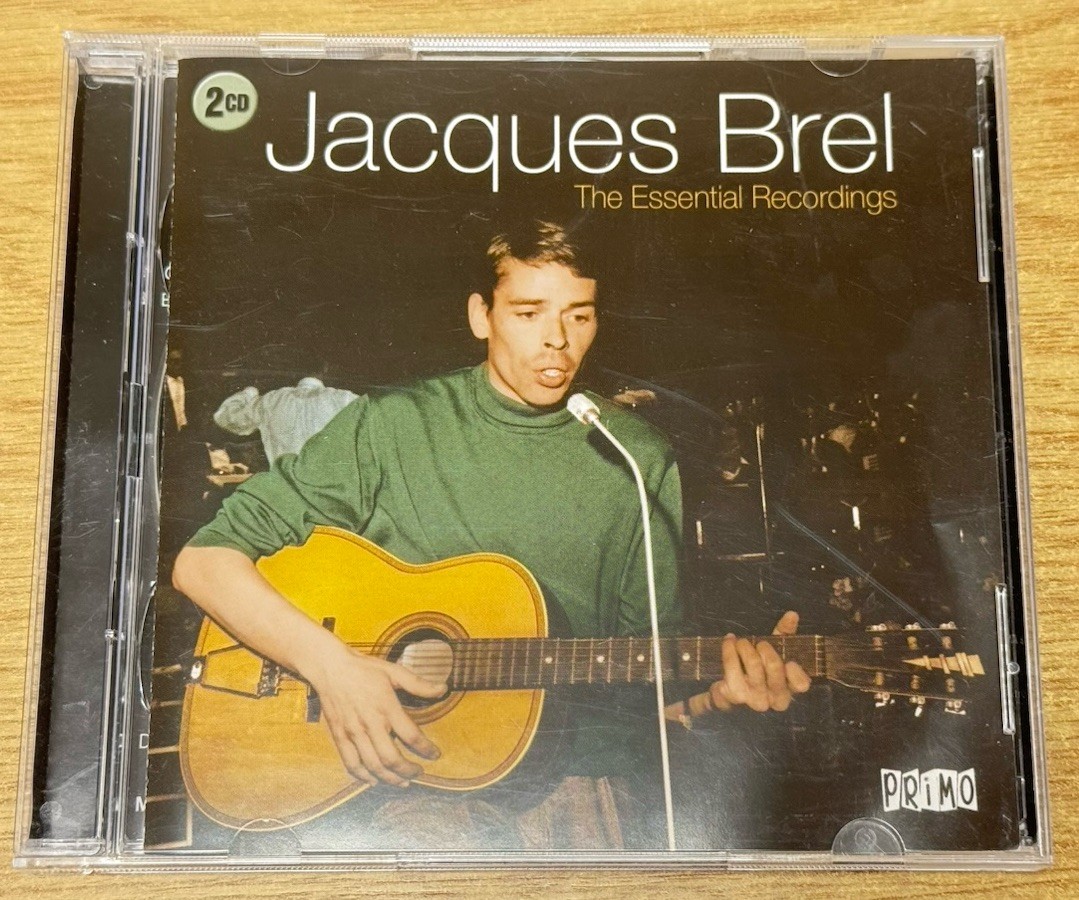 2CD
Jacques Brel
The Essential Recordings
PRiMO